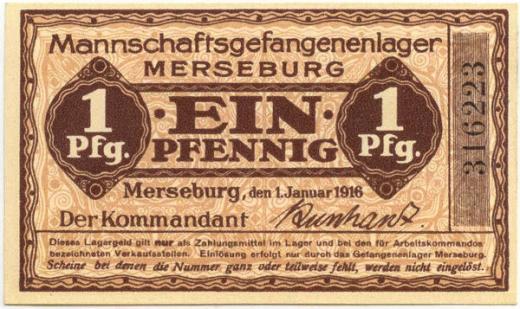 Mannschaftsgefangenenlager
MERSEBURG
1 Pfg.
·EIN·
PFENNIG
1 Pfg.
316223
Merseburg, den 1. Januar 1916
Der Kommandant
Dieses Lagergeld gilt nur als Zahlungsmittel im Lager und bei den für Arbeitskommandos
bezeichneten Verkaufsstellen. Einlösung erfolgt nur durch das Gefangenenlager Merseburg.
Scheine bei denen die Nummer ganz oder teilweise fehlt, werden nicht eingelöst.